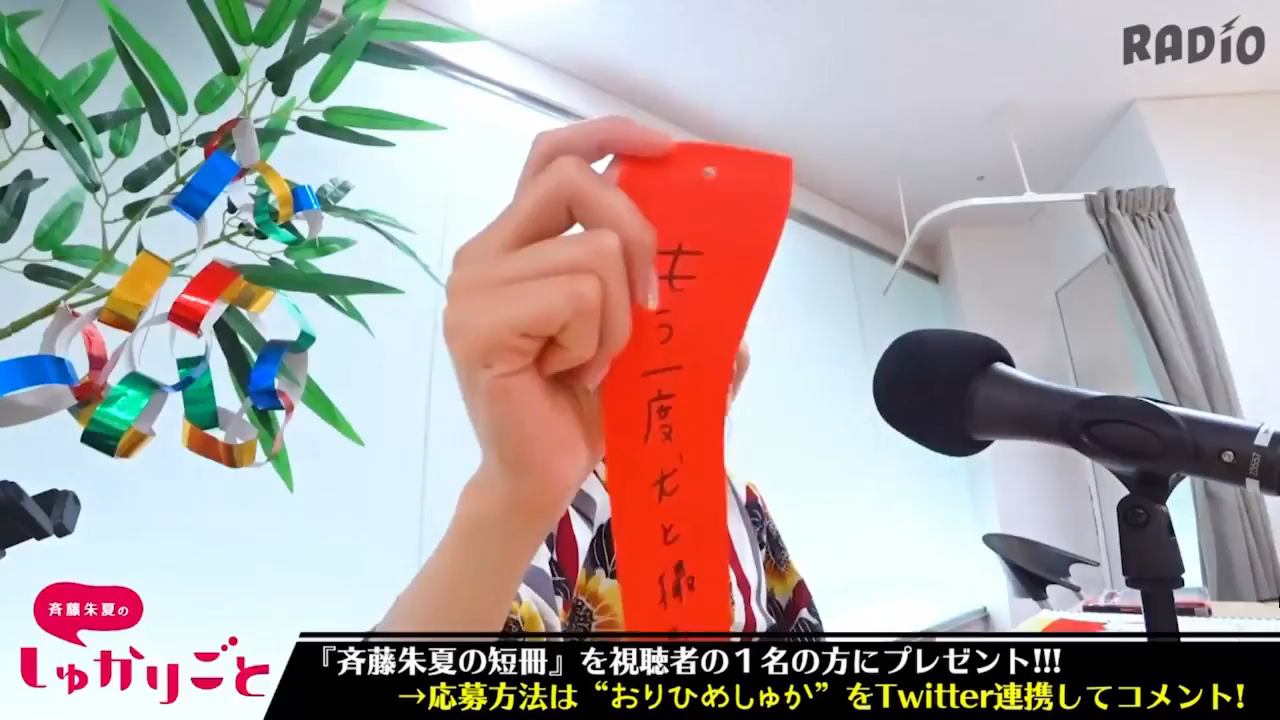 RADIO
もう一度犬と撮
斉藤朱夏の
しゅかりごと
『斉藤朱夏の短冊』を視聴者の1名の方にプレゼント!!!
→応募方法は“おりひめしゅか”をTwitter連携してコメント!